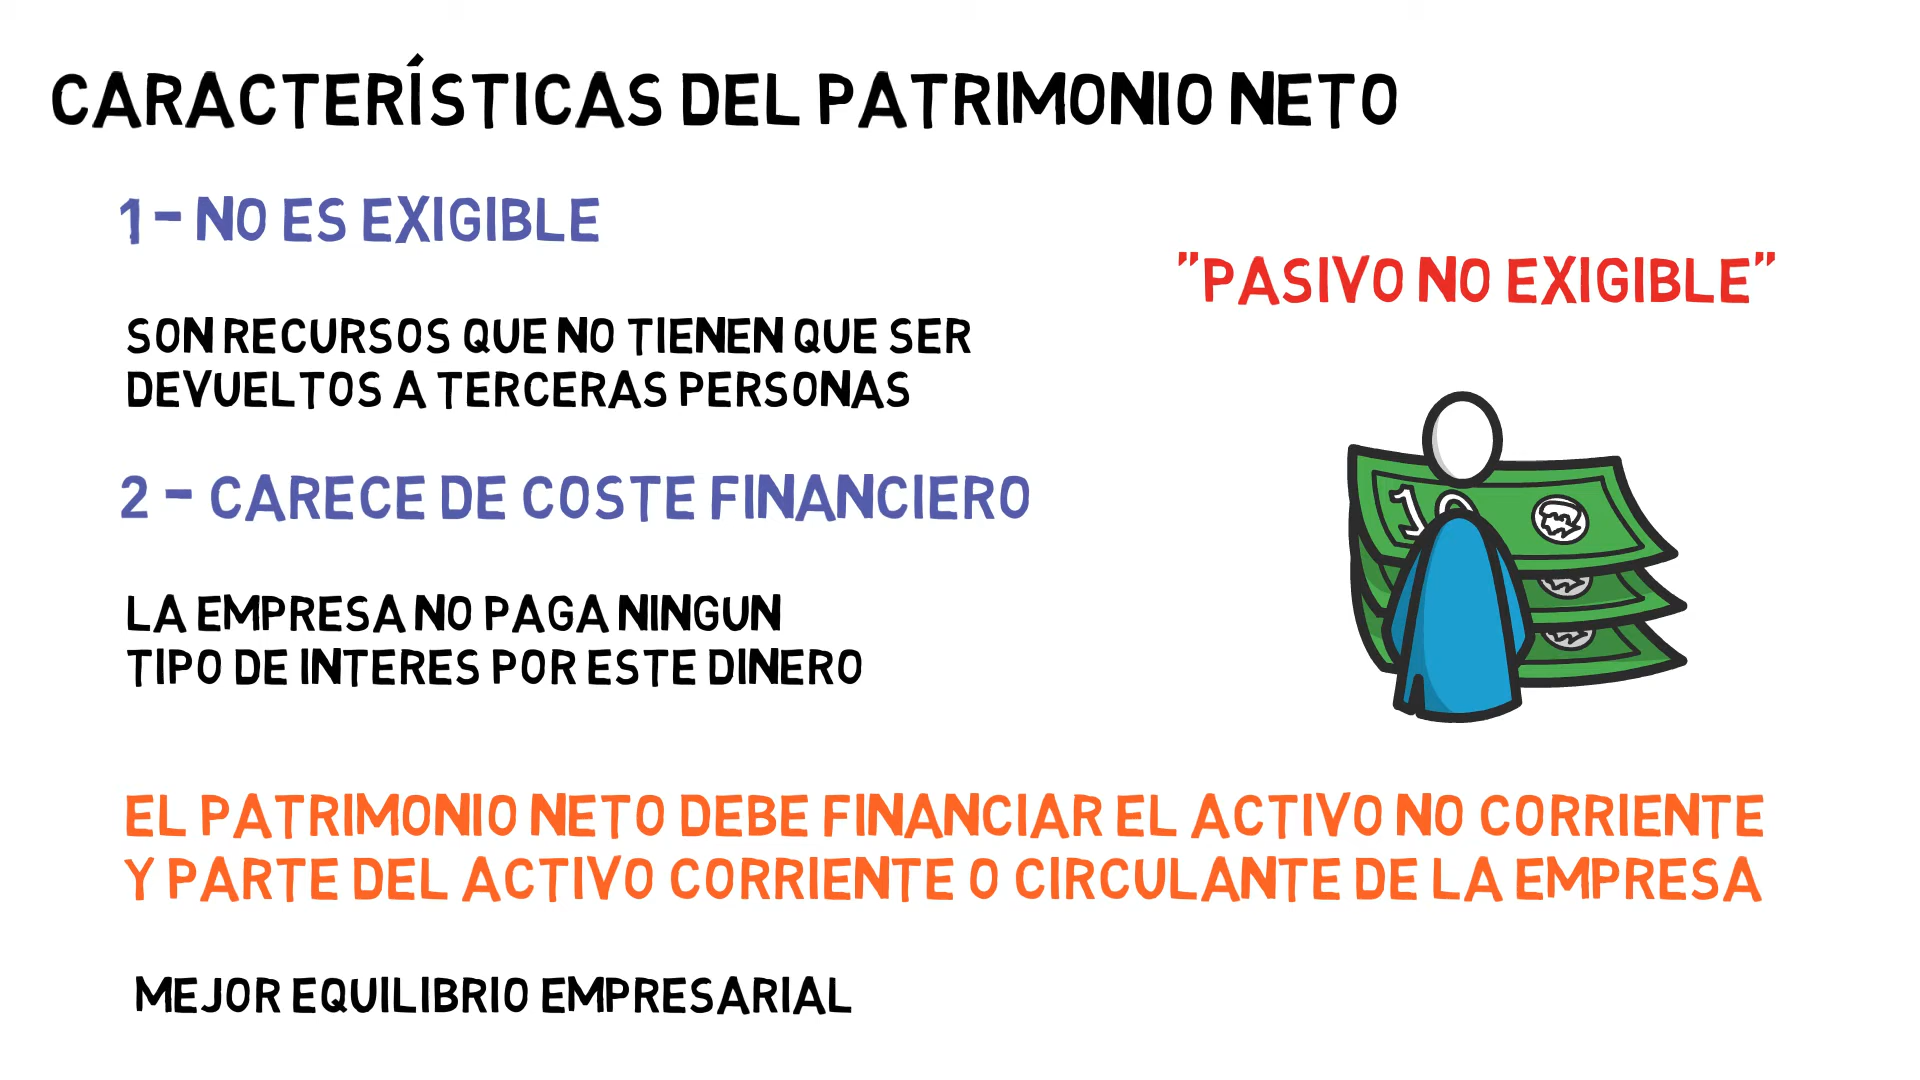 CARACTERÍSTICAS DEL PATRIMONIO NETO
1 - NO ES EXIGIBLE
"PASIVO NO EXIGIBLE"
SON RECURSOS QUE NO TIENEN QUE SER
DEVUELTOS A TERCERAS PERSONAS
2 - CARECE DE COSTE FINANCIERO
10
LA EMPRESA NO PAGA NINGUN
TIPO DE INTERES POR ESTE DINERO
EL PATRIMONIO NETO DEBE FINANCIAR EL ACTIVO NO CORRIENTE
Y PARTE DEL ACTIVO CORRIENTE O CIRCULANTE DE LA EMPRESA
MEJOR EQUILIBRIO EMPRESARIAL